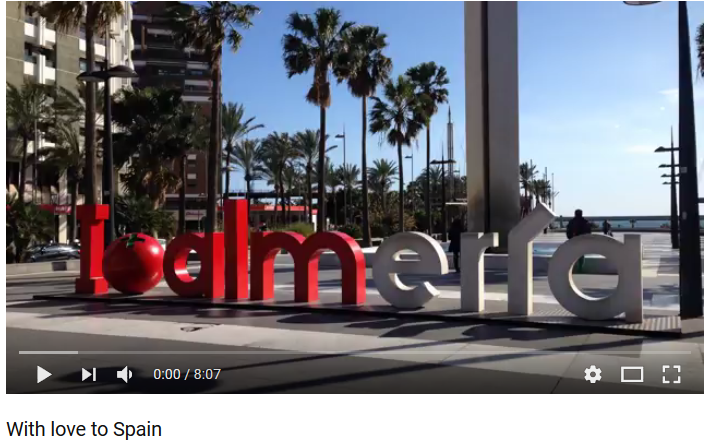 I almería
0:00 / 8:07
With love to Spain